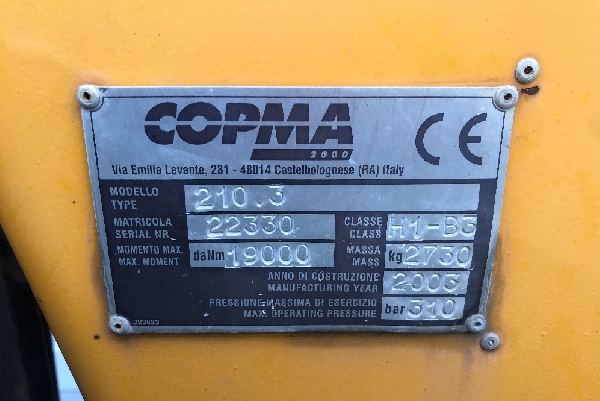 COPMA
2000
CE
Via Emilia Levante, 281 - 48014 Castelbolognese (RA) Italy
MODELLO
TYPE 210.3
MATRICOLA
SERIAL NR. 22330
CLASSE
CLASS H1-B3
MOMENTO MAX
MAX. MOMENT daNm 19000
MASSA
MASS kg 2730
ANNO DI COSTRUZIONE
MANUFACTURING YEAR 2003
PRESSIONE MASSIMA DI ESERCIZIO
MAX. OPERATING PRESSURE bar 310